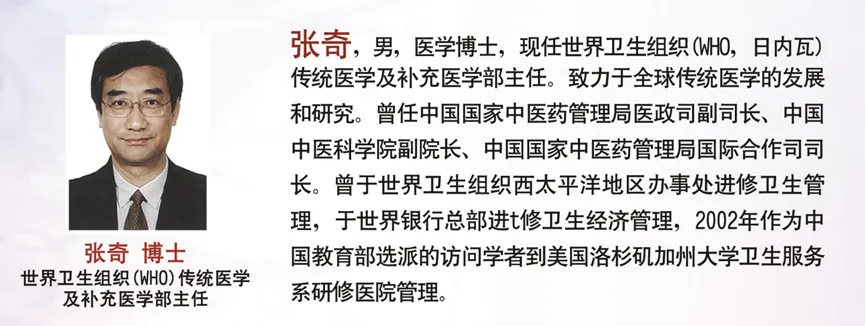 张奇，男，医学博士，现任世界卫生组织(WHO，日内瓦)
传统医学及补充医学部主任。致力于全球传统医学的发展
和研究。曾任中国国家中医药管理局医政司副司长、中国
中医科学院副院长、中国国家中医药管理局国际合作司司
长。曾于世界卫生组织西太平洋地区办事处进修卫生管
理，于世界银行总部进t修卫生经济管理，2002年作为中
国教育部选派的访问学者到美国洛杉矶加州大学卫生服务
系研修医院管理。
张奇 博士
世界卫生组织(WHO)传统医学
及补充医学部主任